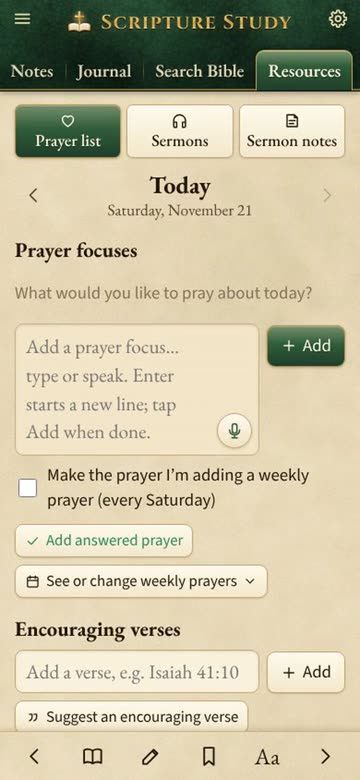 Scripture Study
Notes
Journal
Search Bible
Resources
Prayer list
Sermons
Sermon notes
Today
Saturday, November 21
Prayer focuses
What would you like to pray about today?
Add a prayer focus...
type or speak. Enter
starts a new line; tap
Add when done.
+ Add
Make the prayer I'm adding a weekly
prayer (every Saturday)
Add answered prayer
See or change weekly prayers
Encouraging verses
Add a verse, e.g. Isaiah 41:10
+ Add
Suggest an encouraging verse
Aa